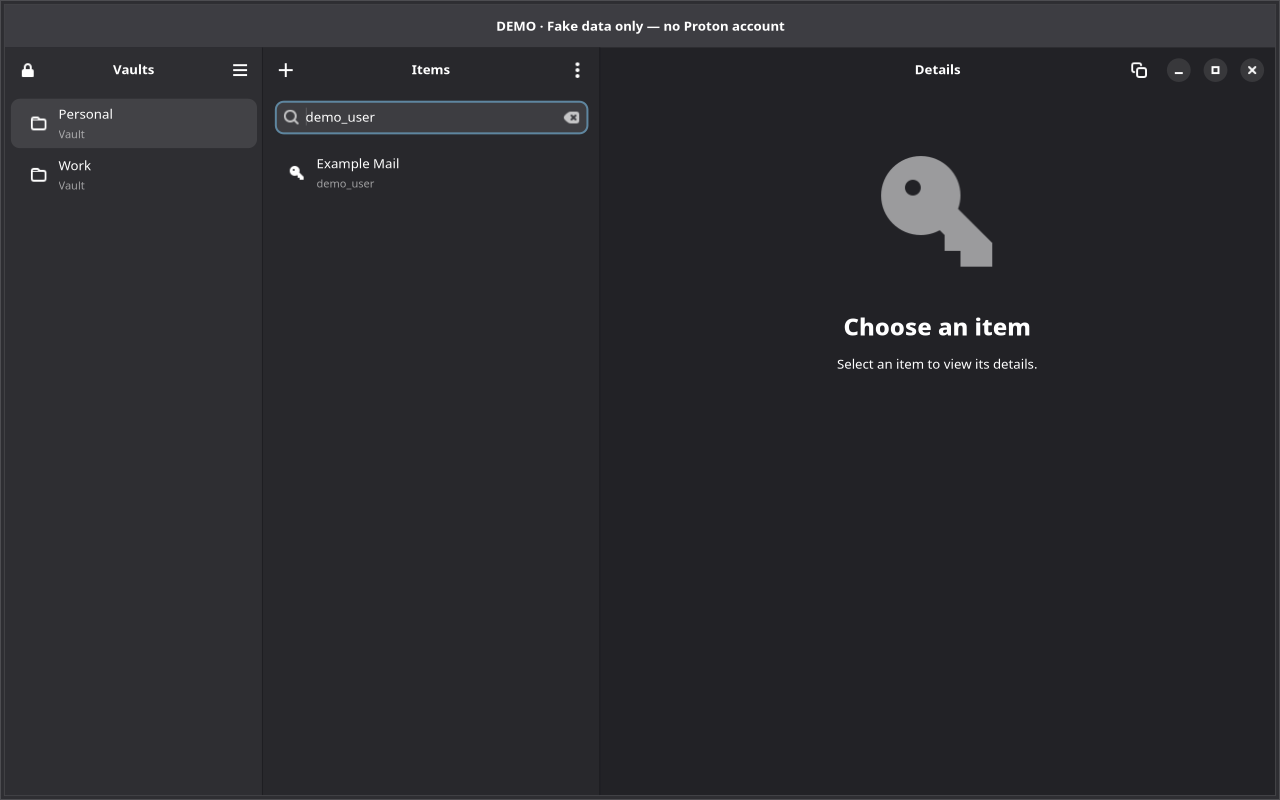 DEMO · Fake data only — no Proton account
Vaults
Items
Details
Personal
Vault
Work
Vault
demo_user
Example Mail
demo_user
Choose an item
Select an item to view its details.